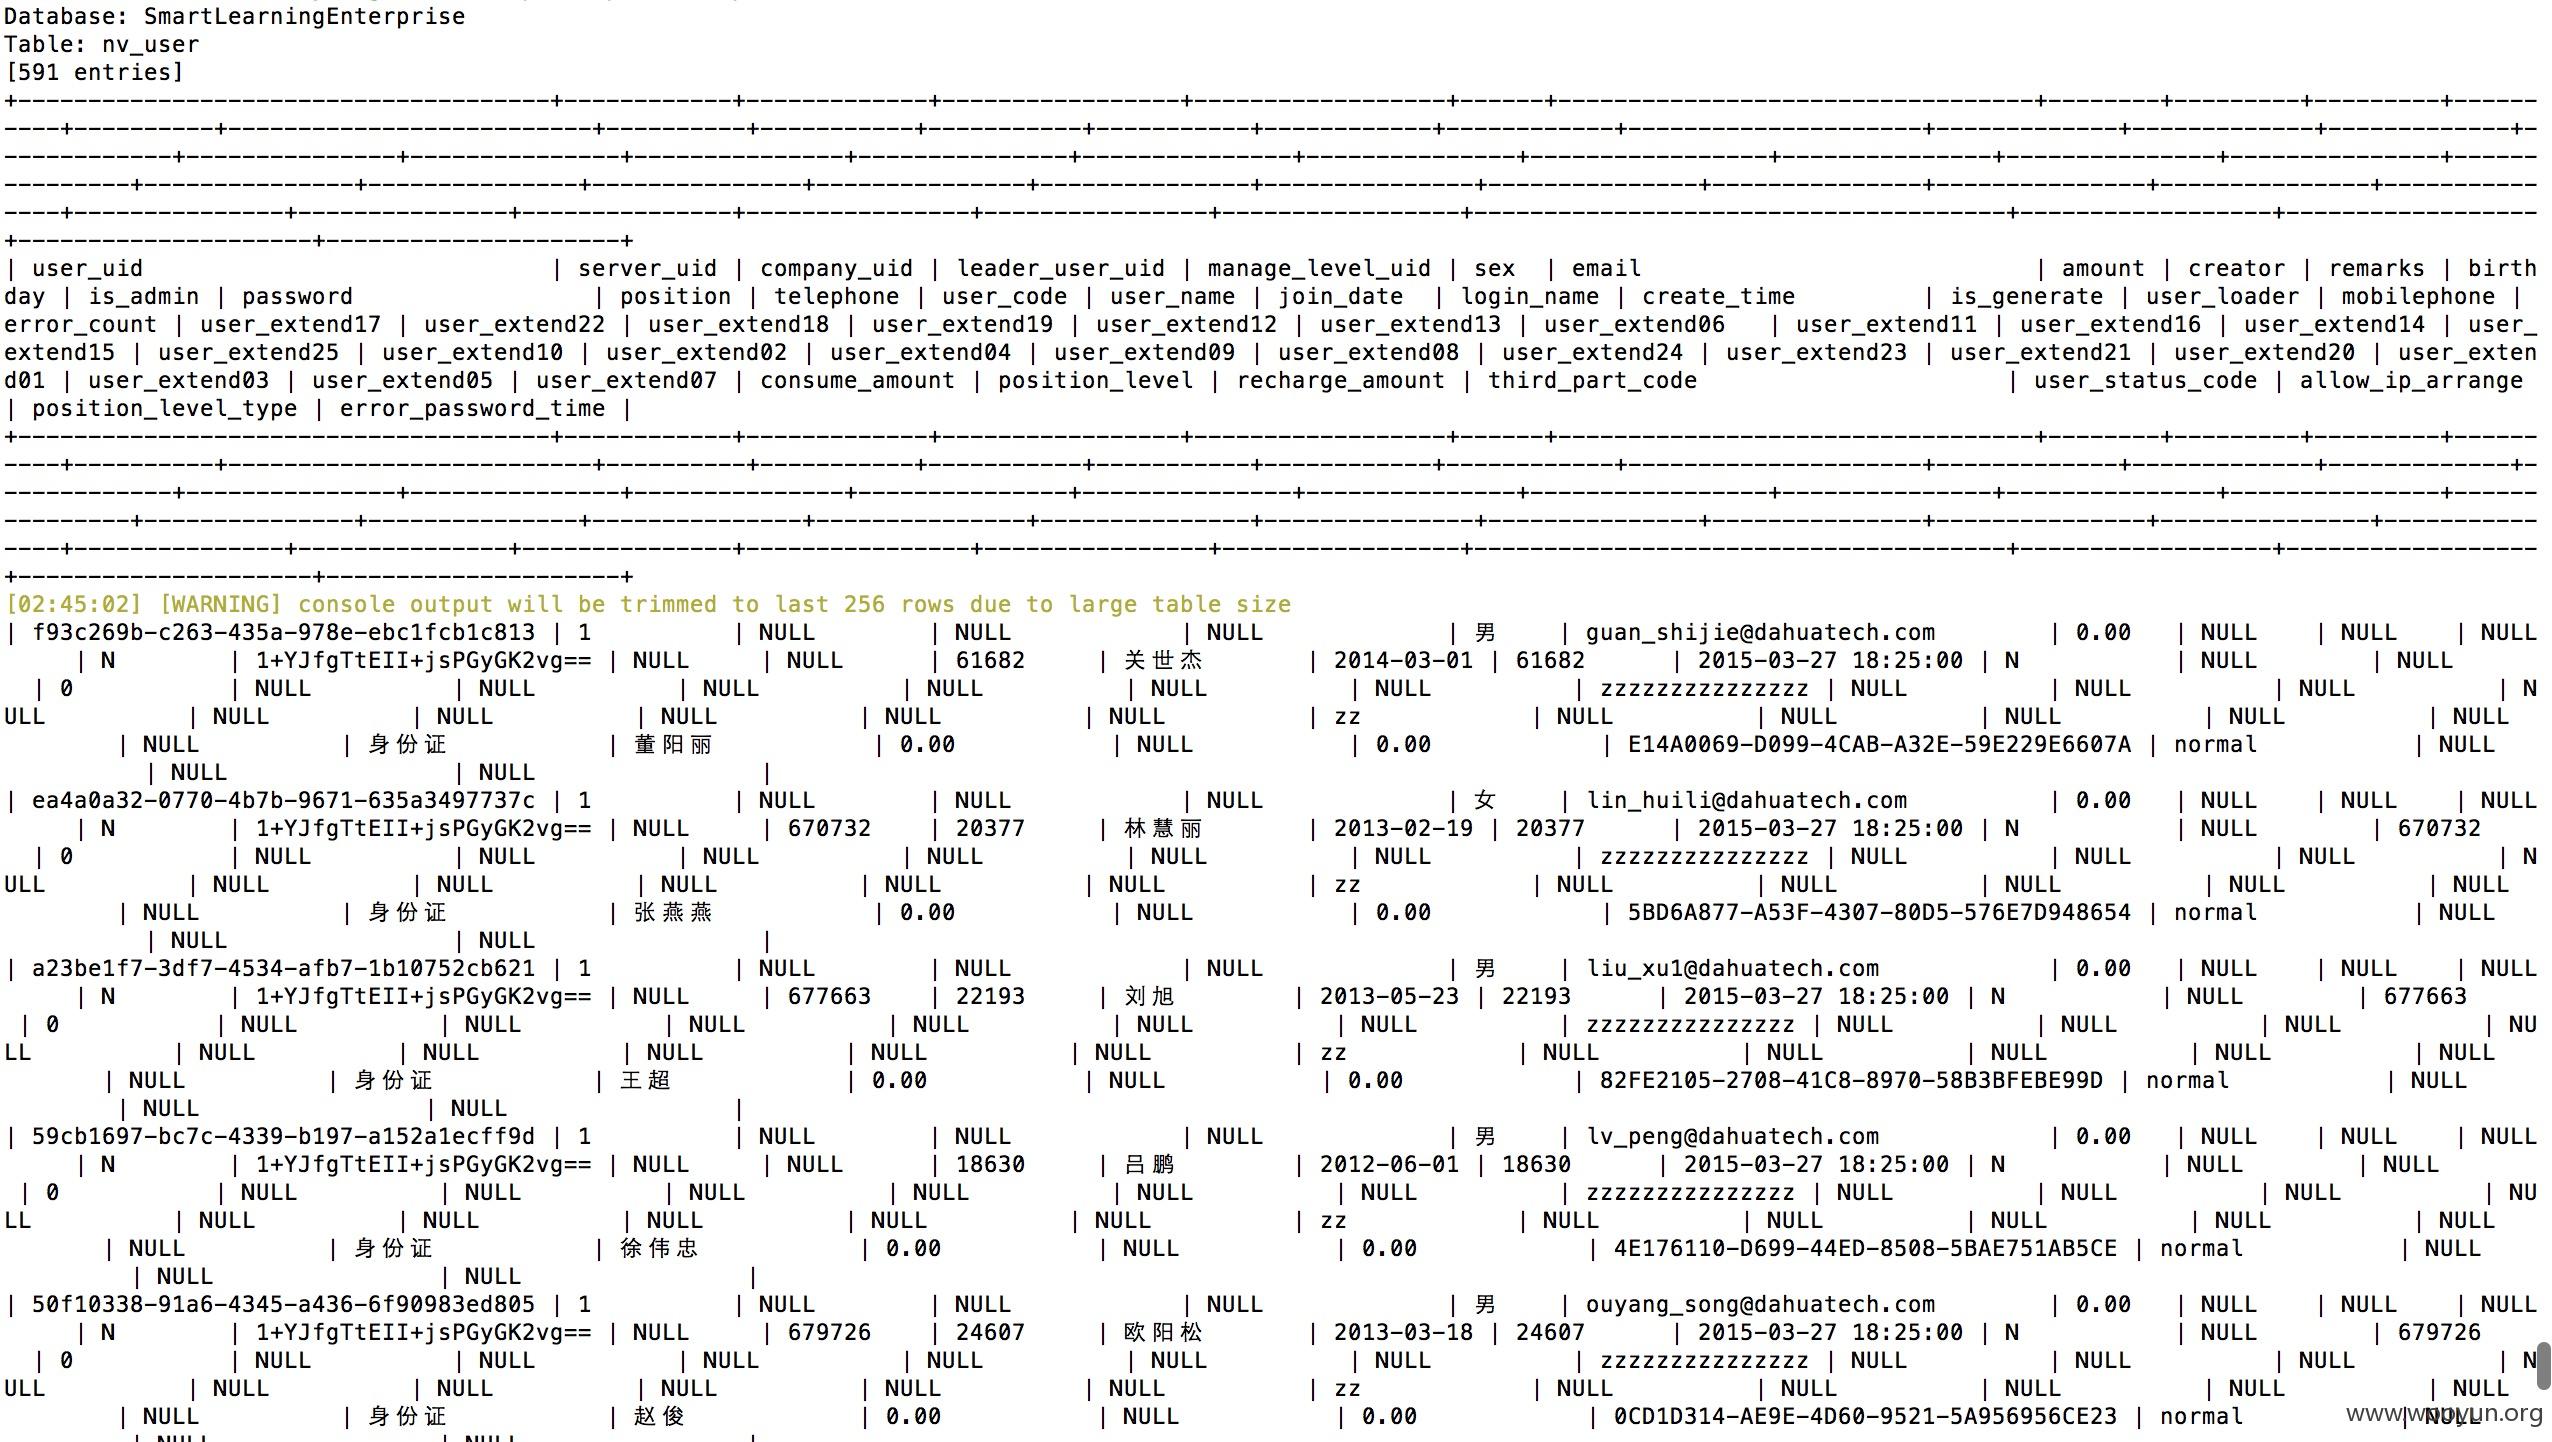 Database: SmartLearningEnterprise
Table: nv_user
[591 entries]
| user_uid | server_uid | company_uid | leader_user_uid | manage_level_uid | sex | email | amount | creator | remarks | birth
day | is_admin | password | position | telephone | user_code | user_name | join_date | login_name | create_time | is_generate | user_loader | mobilephone |
error_count | user_extend17 | user_extend22 | user_extend18 | user_extend19 | user_extend12 | user_extend13 | user_extend06 | user_extend11 | user_extend16 | user_extend14 | user_
extend15 | user_extend25 | user_extend10 | user_extend02 | user_extend04 | user_extend09 | user_extend08 | user_extend24 | user_extend23 | user_extend21 | user_extend20 | user_exten
d01 | user_extend03 | user_extend05 | user_extend07 | consume_amount | position_level | recharge_amount | third_part_code | user_status_code | allow_ip_arrange
| position_level_type | error_password_time |
[02:45:02] [WARNING] console output will be trimmed to last 256 rows due to large table size
| f93c269b-c263-435a-978e-ebc1fcb1c813 | 1 | NULL | NULL | NULL | 男 | guan_shijie@dahuatech.com | 0.00 | NULL | NULL | NULL
| N | 1+YJfgTtEII+jsPGyGK2vg== | NULL | NULL | 61682 | 关世杰 | 2014-03-01 | 61682 | 2015-03-27 18:25:00 | N | NULL | NULL
| 0 | NULL | NULL | NULL | NULL | NULL | NULL | zzzzzzzzzzzzzzz | NULL | NULL | NULL | N
ULL | NULL | NULL | NULL | NULL | NULL | zz | NULL | NULL | NULL | NULL | NULL
| NULL | 身份证 | 董阳丽 | 0.00 | NULL | 0.00 | E14A0069-D099-4CAB-A32E-59E229E6607A | normal | NULL
| NULL | NULL |
| ea4a0a32-0770-4b7b-9671-635a3497737c | 1 | NULL | NULL | NULL | 女 | lin_huili@dahuatech.com | 0.00 | NULL | NULL | NULL
| N | 1+YJfgTtEII+jsPGyGK2vg== | NULL | 670732 | 20377 | 林慧丽 | 2013-02-19 | 20377 | 2015-03-27 18:25:00 | N | NULL | 670732
| 0 | NULL | NULL | NULL | NULL | NULL | NULL | zzzzzzzzzzzzzzz | NULL | NULL | NULL | N
ULL | NULL | NULL | NULL | NULL | NULL | zz | NULL | NULL | NULL | NULL | NULL
| NULL | 身份证 | 张燕燕 | 0.00 | NULL | 0.00 | 5BD6A877-A53F-4307-80D5-576E7D948654 | normal | NULL
| NULL | NULL |
| a23be1f7-3df7-4534-afb7-1b10752cb621 | 1 | NULL | NULL | NULL | 男 | liu_xu1@dahuatech.com | 0.00 | NULL | NULL | NULL
| N | 1+YJfgTtEII+jsPGyGK2vg== | NULL | 677663 | 22193 | 刘旭 | 2013-05-23 | 22193 | 2015-03-27 18:25:00 | N | NULL | 677663
| 0 | NULL | NULL | NULL | NULL | NULL | NULL | zzzzzzzzzzzzzzz | NULL | NULL | NULL | NU
LL | NULL | NULL | NULL | NULL | NULL | zz | NULL | NULL | NULL | NULL | NULL
| NULL | 身份证 | 王超 | 0.00 | NULL | 0.00 | 82FE2105-2708-41C8-8970-58B3BFEBE99D | normal | NULL
| NULL | NULL |
| 59cb1697-bc7c-4339-b197-a152a1ecff9d | 1 | NULL | NULL | NULL | 男 | lv_peng@dahuatech.com | 0.00 | NULL | NULL | NULL
| N | 1+YJfgTtEII+jsPGyGK2vg== | NULL | NULL | 18630 | 吕鹏 | 2012-06-01 | 18630 | 2015-03-27 18:25:00 | N | NULL | NULL
| 0 | NULL | NULL | NULL | NULL | NULL | NULL | zzzzzzzzzzzzzzz | NULL | NULL | NULL | NU
LL | NULL | NULL | NULL | NULL | NULL | zz | NULL | NULL | NULL | NULL | NULL
| NULL | 身份证 | 徐伟忠 | 0.00 | NULL | 0.00 | 4E176110-D699-44ED-8508-5BAE751AB5CE | normal | NULL
| NULL | NULL |
| 50f10338-91a6-4345-a436-6f90983ed805 | 1 | NULL | NULL | NULL | 男 | ouyang_song@dahuatech.com | 0.00 | NULL | NULL | NULL
| N | 1+YJfgTtEII+jsPGyGK2vg== | NULL | 679726 | 24607 | 欧阳松 | 2013-03-18 | 24607 | 2015-03-27 18:25:00 | N | NULL | 679726
| 0 | NULL | NULL | NULL | NULL | NULL | NULL | zzzzzzzzzzzzzzz | NULL | NULL | NULL | N
ULL | NULL | NULL | NULL | NULL | NULL | zz | NULL | NULL | NULL | NULL | NULL
| NULL | 身份证 | 赵俊 | 0.00 | NULL | 0.00 | 0CD1D314-AE9E-4D60-9521-5A956956CE23 | normal | NULL
www.wooyun.org